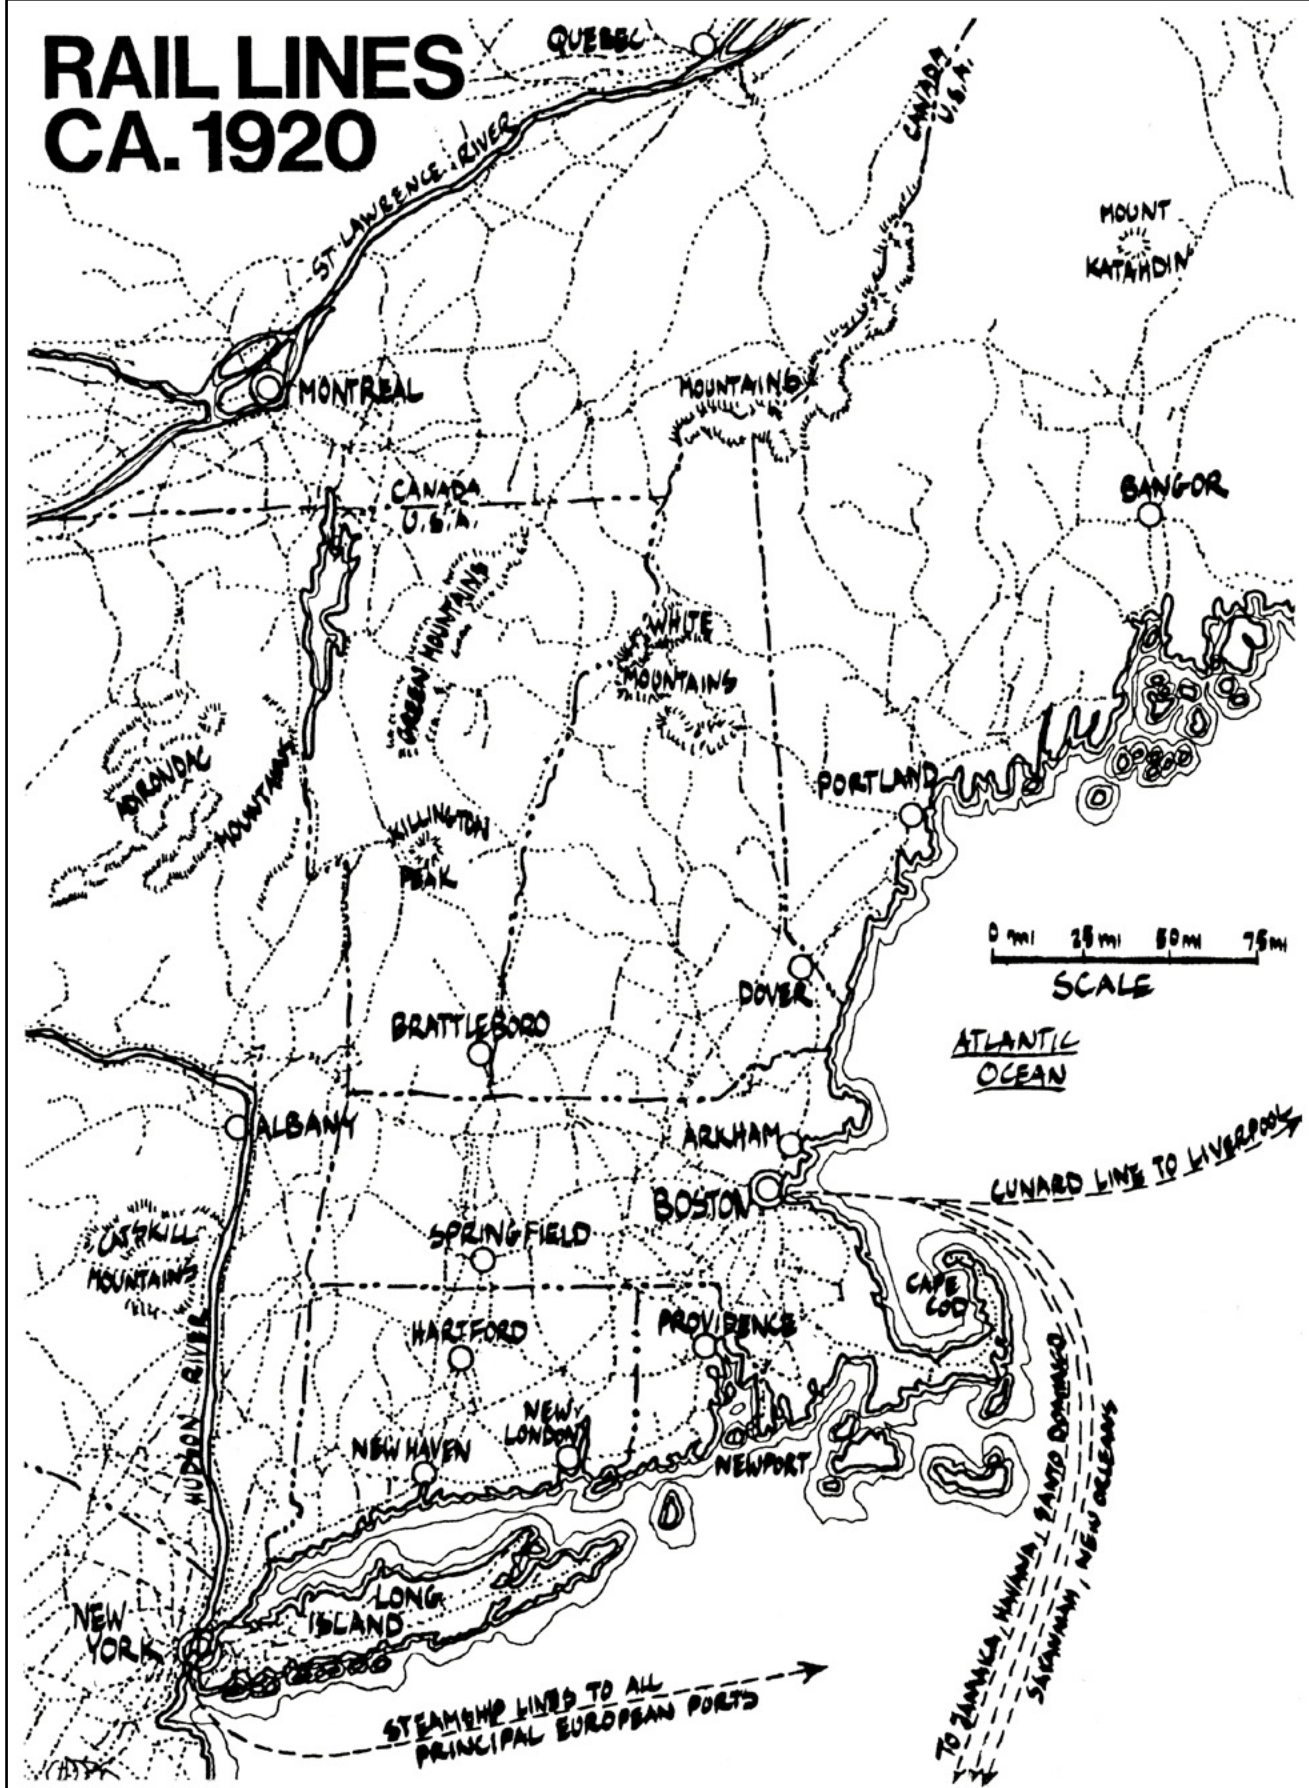 RAIL LINES
CA. 1920
QUEBEC
CANADA
U.S.A.
ST. LAWRENCE RIVER
MOUNT
KATAHDIN
MONTREAL
MOUNTAINS
CANADA
U.S.A.
BANGOR
GREEN MOUNTAINS
WHITE
MOUNTAINS
ADIRONDAC
MOUNTAINS
PORTLAND
KILLINGTON
PEAK
0 mi 25 mi 50 mi 75 mi
SCALE
DOVER
BRATTLEBORO
ATLANTIC
OCEAN
ALBANY
ARKHAM
BOSTON
CUNARD LINE TO LIVERPOOL
CATSKILL
MOUNTAINS
SPRINGFIELD
CAPE
COD
HUDSON RIVER
HARTFORD
PROVIDENCE
NEW
LONDON
NEW HAVEN
NEWPORT
LONG
ISLAND
NEW
YORK
STEAMSHIP LINES TO ALL
PRINCIPAL EUROPEAN PORTS
TO JAMAICA, HAVANA, SANTO DOMINGO
SAVANNAH, NEW ORLEANS